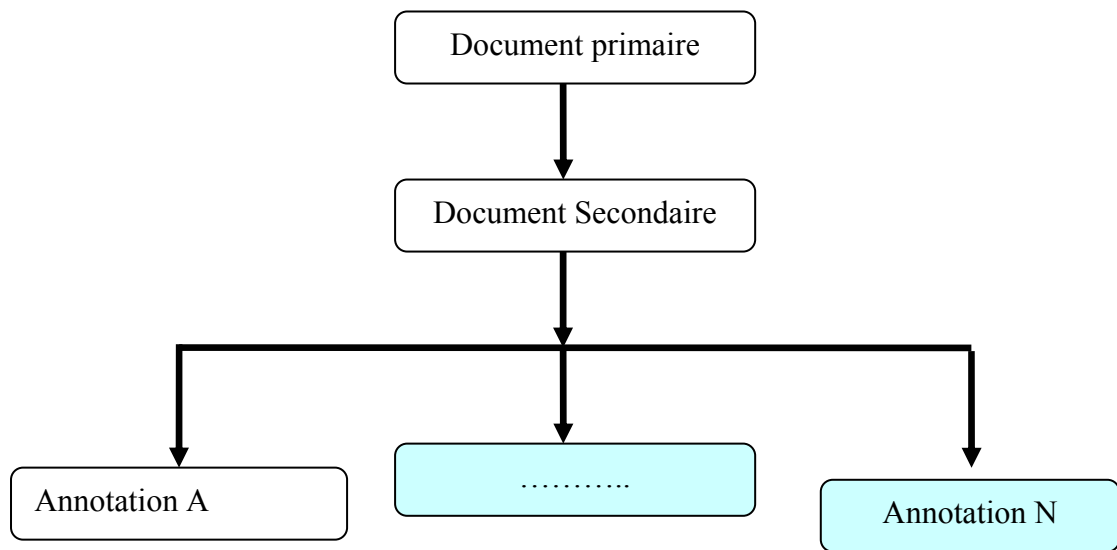 Document primaire
Document Secondaire
Annotation A
………..
Annotation N